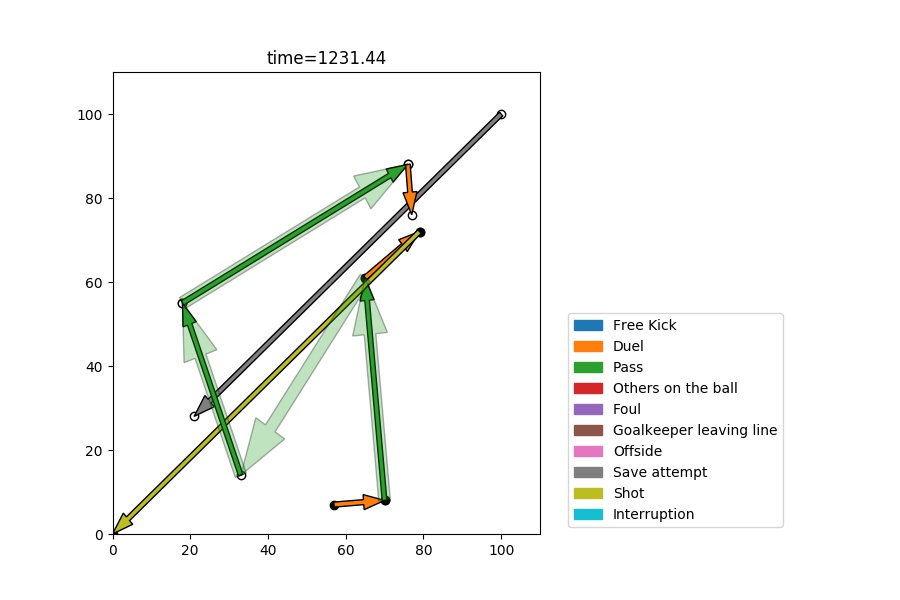 time=1231.44
100
80
60
40
20
0
0
20
40
60
80
100
Free Kick
Duel
Pass
Others on the ball
Foul
Goalkeeper leaving line
Offside
Save attempt
Shot
Interruption